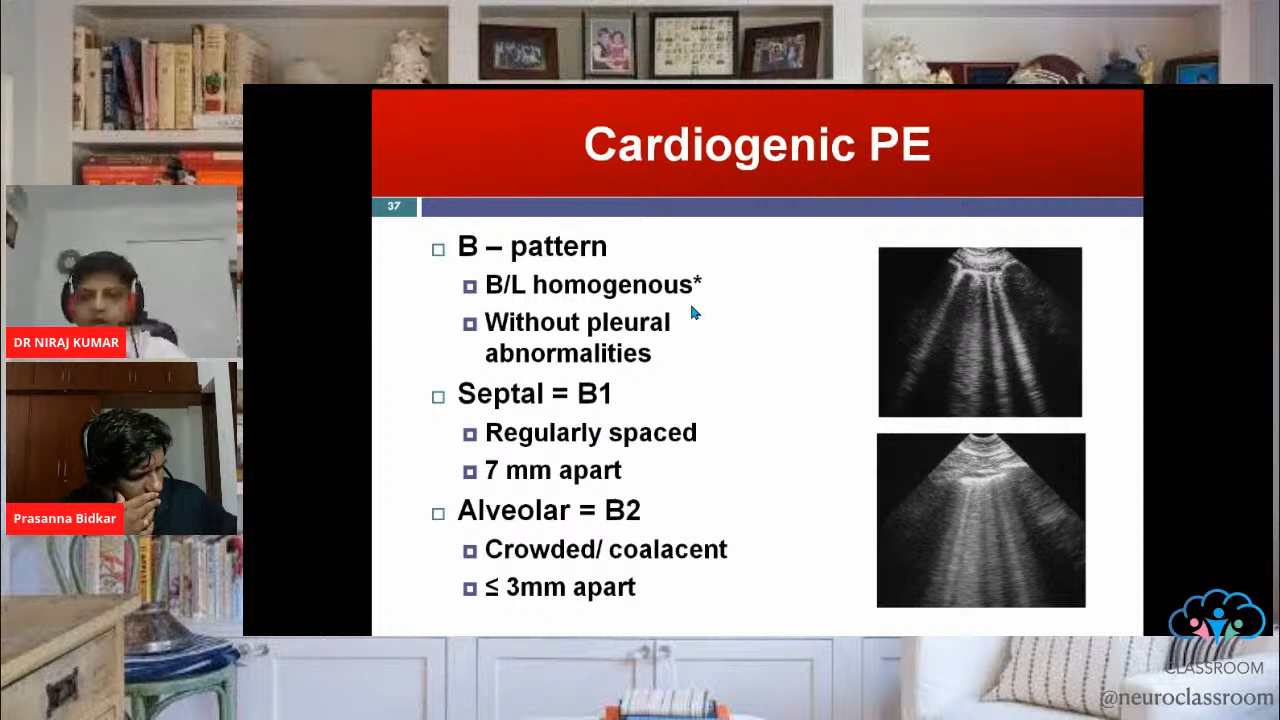 Cardiogenic PE
37
B – pattern
B/L homogenous*
Without pleural
abnormalities
Septal = B1
Regularly spaced
7 mm apart
Alveolar = B2
Crowded/ coalacent
≤ 3mm apart
DR NIRAJ KUMAR
Prasanna Bidkar
CLASSROOM
@neuroclassroom